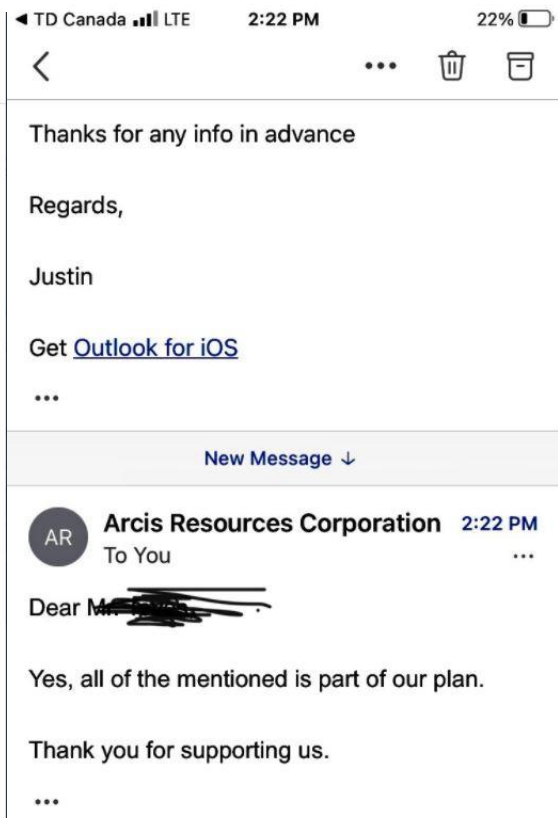 ◄ TD Canada LTE 2:22 PM 22%
Thanks for any info in advance
Regards,
Justin
Get Outlook for iOS
...
New Message ↓
AR Arcis Resources Corporation 2:22 PM
To You
...
Dear
Yes, all of the mentioned is part of our plan.
Thank you for supporting us.
...